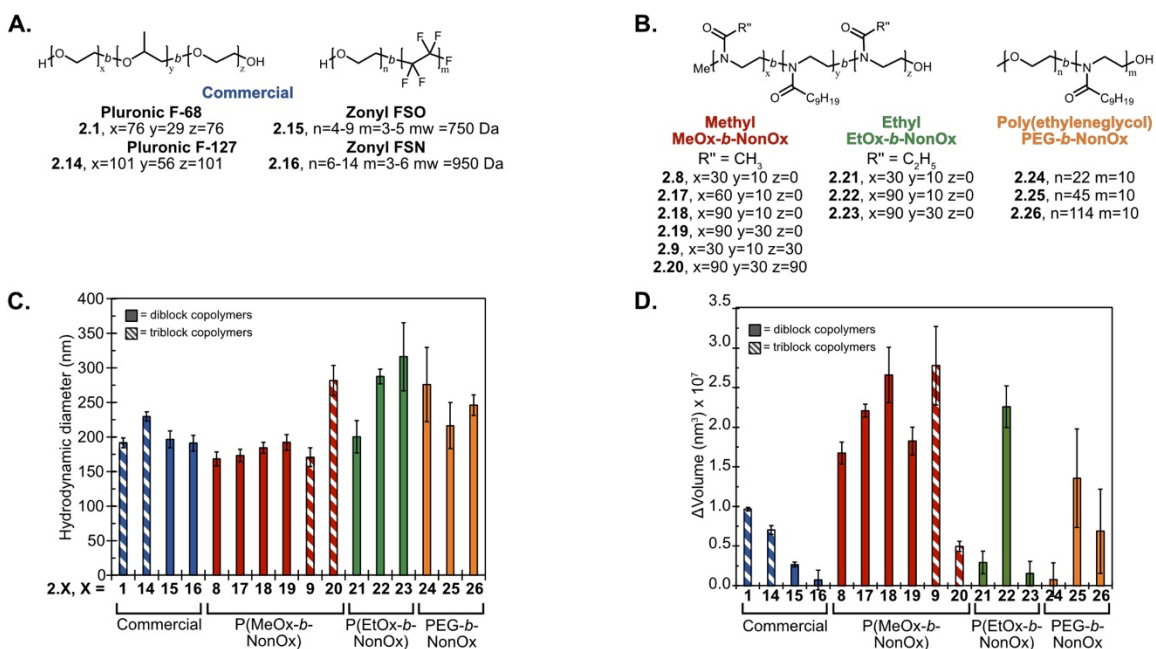 A.
H O x b O y b O z OH
H O n b F F F F m F
Commercial
Pluronic F-68
2.1, x=76 y=29 z=76
Pluronic F-127
2.14, x=101 y=56 z=101
Zonyl FSO
2.15, n=4-9 m=3-5 mw =750 Da
Zonyl FSN
2.16, n=6-14 m=3-6 mw =950 Da
B.
O R" O R"
Me N x b N y b N z OH
O C9H19
O n b N m OH
O C9H19
Methyl
MeOx-b-NonOx
R" = CH3
2.8, x=30 y=10 z=0
2.17, x=60 y=10 z=0
2.18, x=90 y=10 z=0
2.19, x=90 y=30 z=0
2.9, x=30 y=10 z=30
2.20, x=90 y=30 z=90
Ethyl
EtOx-b-NonOx
R" = C2H5
2.21, x=30 y=10 z=0
2.22, x=90 y=10 z=0
2.23, x=90 y=30 z=0
Poly(ethyleneglycol)
PEG-b-NonOx
2.24, n=22 m=10
2.25, n=45 m=10
2.26, n=114 m=10
C.
Hydrodynamic diameter (nm)
400
350
300
250
200
150
100
50
0
= diblock copolymers
= triblock copolymers
2.X, X = 1 14 15 16 8 17 18 19 9 20 21 22 23 24 25 26
Commercial
P(MeOx-b-
NonOx)
P(EtOx-b-
NonOx)
PEG-b-
NonOx
D.
ΔVolume (nm³) x 10⁷
3.5
3.0
2.5
2.0
1.5
1.0
0.5
0.0
= diblock copolymers
= triblock copolymers
1 14 15 16 8 17 18 19 9 20 21 22 23 24 25 26
Commercial
P(MeOx-b-
NonOx)
P(EtOx-b-
NonOx)
PEG-b-
NonOx